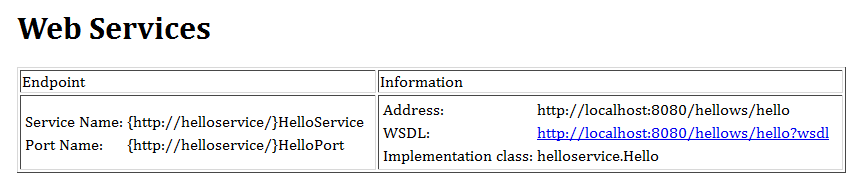 Web Services
Endpoint Information
Service Name: {http://helloservice/}HelloService
Port Name: {http://helloservice/}HelloPort
Address: http://localhost:8080/hellows/hello
WSDL: http://localhost:8080/hellows/hello?wsdl
Implementation class: helloservice.Hello